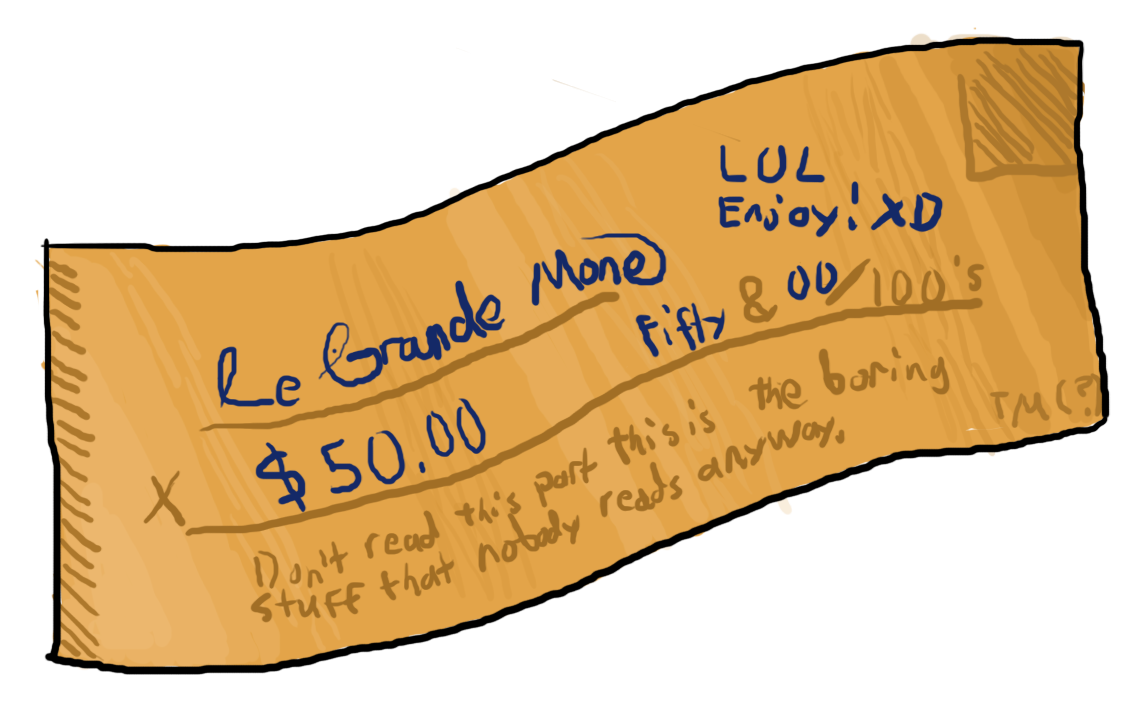 LUL
Enjoy! XD
Le Grande Mone
$50.00 Fifty & 00/100's
X
Don't read this part this is the boring
stuff that nobody reads anyway.
TM(?)